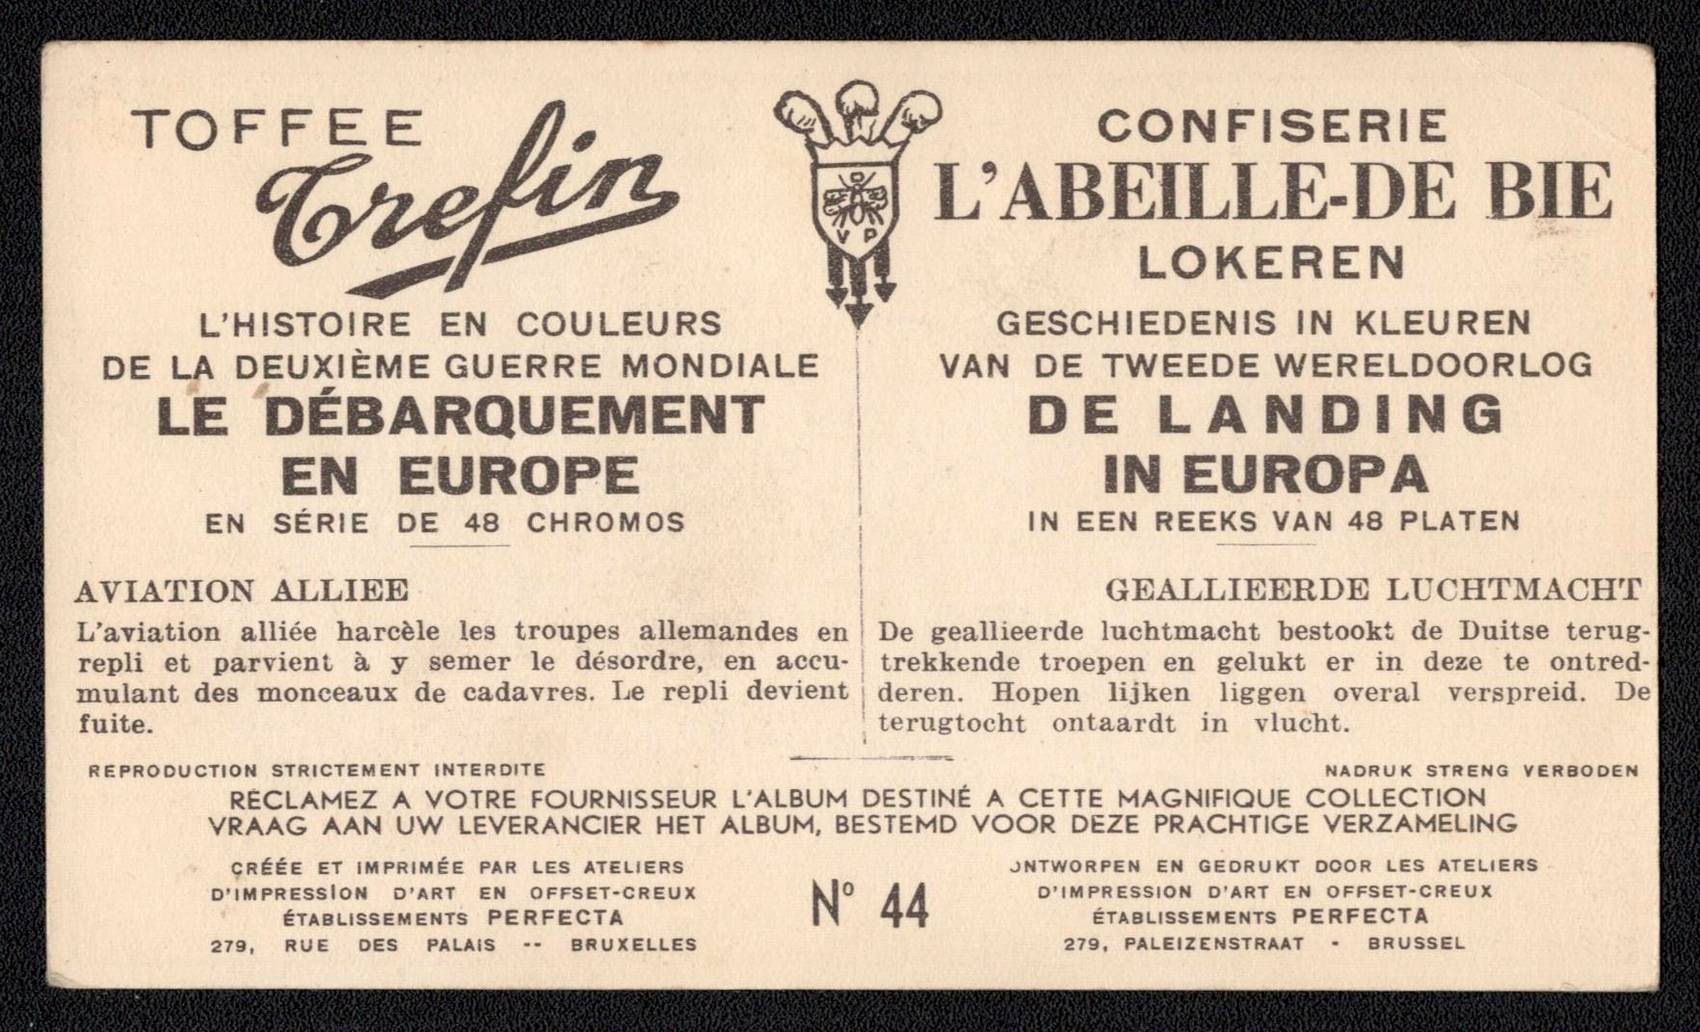 TOFFEE
Trefin
L'HISTOIRE EN COULEURS
DE LA DEUXIÈME GUERRE MONDIALE
LE DÉBARQUEMENT
EN EUROPE
EN SÉRIE DE 48 CHROMOS
AVIATION ALLIEE
L'aviation alliée harcèle les troupes allemandes en
repli et parvient à y semer le désordre, en accu-
mulant des monceaux de cadavres. Le repli devient
fuite.
REPRODUCTION STRICTEMENT INTERDITE
D
V P
CONFISERIE
L'ABEILLE-DE BIE
LOKEREN
GESCHIEDENIS IN KLEUREN
VAN DE TWEEDE WERELDOORLOG
DE LANDING
IN EUROPA
IN EEN REEKS VAN 48 PLATEN
GEALLIEERDE LUCHTMACHT
De geallieerde luchtmacht bestookt de Duitse terug-
trekkende troepen en gelukt er in deze te ontred-
deren. Hopen lijken liggen overal verspreid. De
terugtocht ontaardt in vlucht.
NADRUK STRENG VERBODEN
RÉCLAMEZ A VOTRE FOURNISSEUR L'ALBUM DESTINÉ A CETTE MAGNIFIQUE COLLECTION
VRAAG AAN UW LEVERANCIER HET ALBUM, BESTEMD VOOR DEZE PRACHTIGE VERZAMELING
CRÉÉE ET IMPRIMÉE PAR LES ATELIERS
D'IMPRESSION D'ART EN OFFSET-CREUX
ÉTABLISSEMENTS PERFECTA
279, RUE DES PALAIS -- BRUXELLES
N° 44
ONTWORPEN EN GEDRUKT DOOR LES ATELIERS
D'IMPRESSION D'ART EN OFFSET-CREUX
ÉTABLISSEMENTS PERFECTA
279, PALEIZENSTRAAT - BRUSSEL